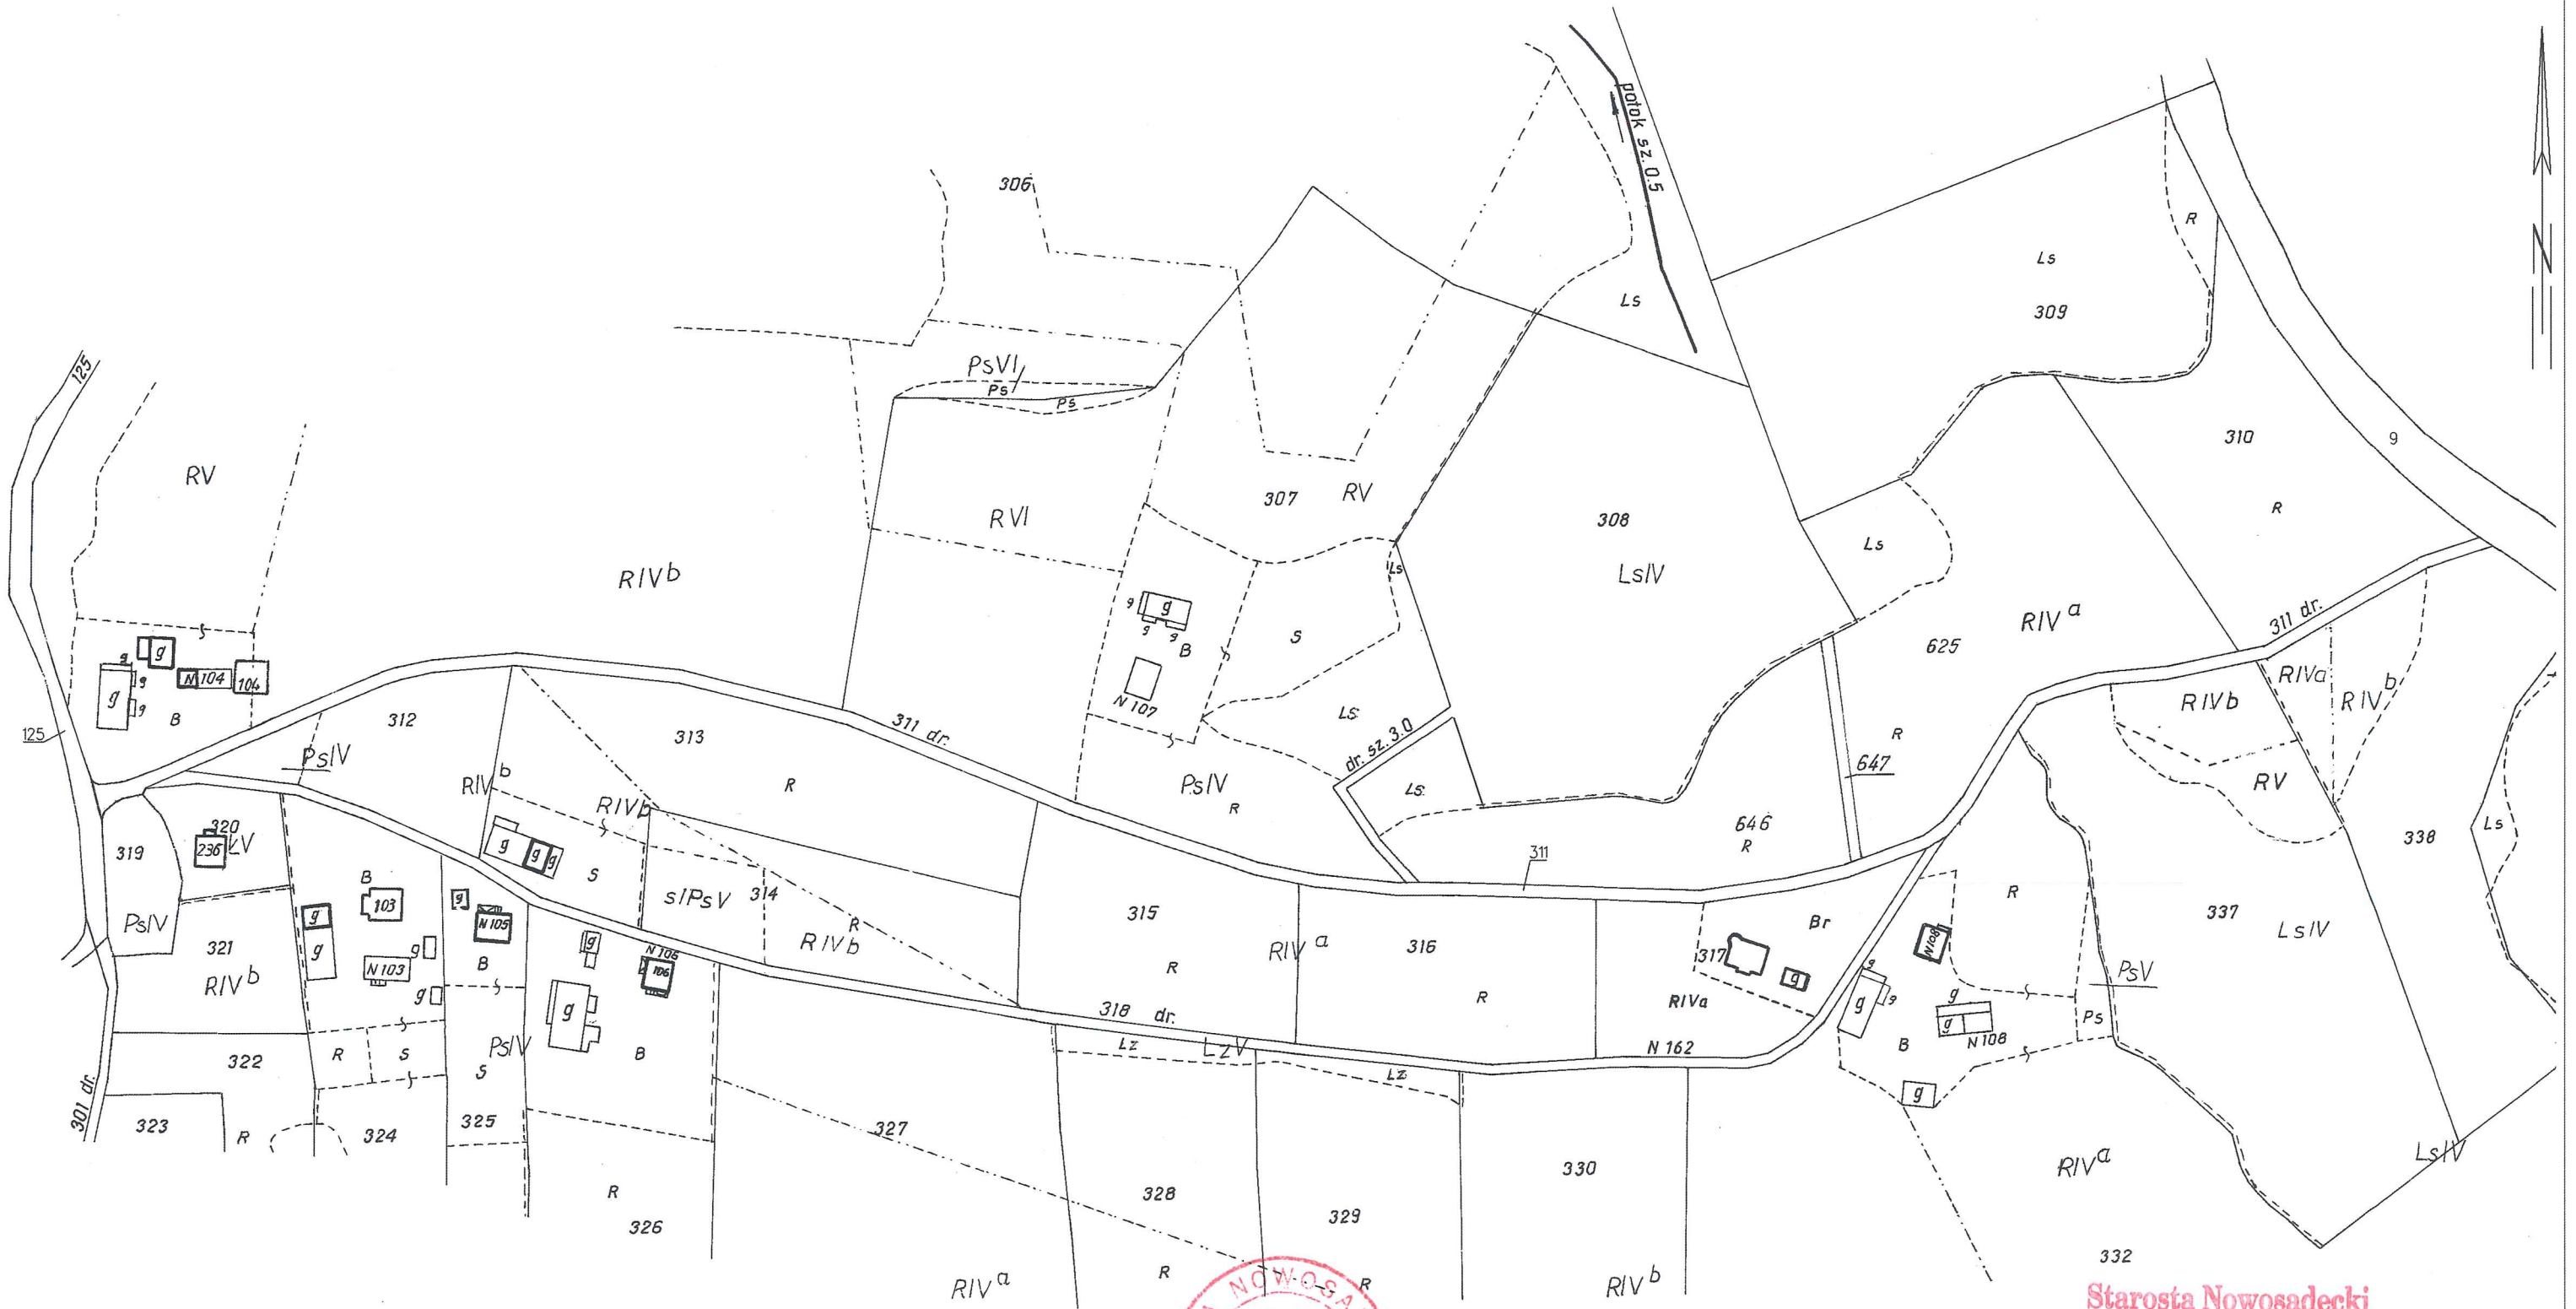 potok sz. 0.5
306
R
Ls
309
Ls
N
125
PsVI
Ps
Ps
RV
307
RV
RVI
308
310
9
R
Ls
Ls
RIVb
LsIV
g
g
g
g
B
S
RIVa
625
311 dr.
g
N 104
104
g
g
g
g
B
N 107
RIVa
RIVb
RIVb
312
Ls
125
313
311 dr.
dr. sz. 3.0
R
PsIV
647
RIVb
R
PsIV
R
Ls
RV
RIVb
646
R
338
Ls
320
236
ŁV
319
g
g
g
S
311
B
103
g
N 105
s/PsV
314
R
PsIV
g
g
321
RIVb
N 103
g
g
B
g
N 106
106
g
RIVb
315
R
RIVa
316
R
Br
317
g
RIVa
N 108
R
337
LsIV
PsV
g
g
g
g
g
N 108
Ps
B
318 dr.
N 162
Lz
LzV
Lz
322
R
S
PsIV
S
B
g
301 dr.
323
R
324
325
327
R
326
328
329
330
RIVa
LsIV
332
RIVa
R
R
RIVb
NOWOSA
Starosta Nowosadecki